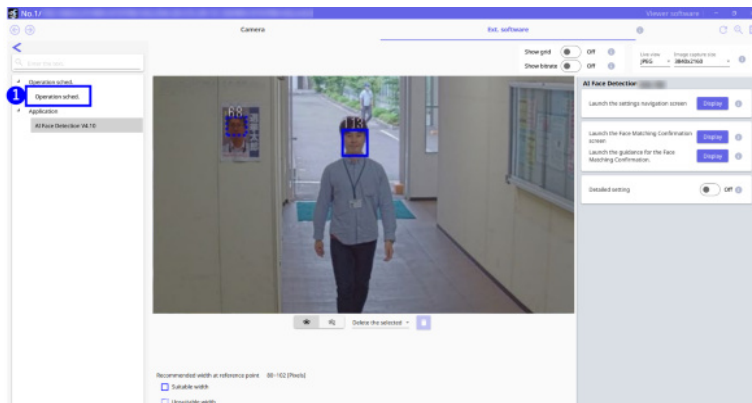 No.1/
Viewer software
Camera
Ext. software
Show grid
Off
Show bitrate
Off
Live view
JPEG
Image capture size
3840x2160
Enter the text.
Operation sched.
1
Operation sched.
Application
AI Face Detection V4.10
88
113
AI Face Detection
Launch the settings navigation screen
Display
Launch the Face Matching Confirmation
screen
Display
Launch the guidance for the Face
Matching Confirmation.
Display
Detailed setting
Off
Delete the selected
Recommended width at reference point
88-102 [Pixels]
Suitable width
Unsuitable width